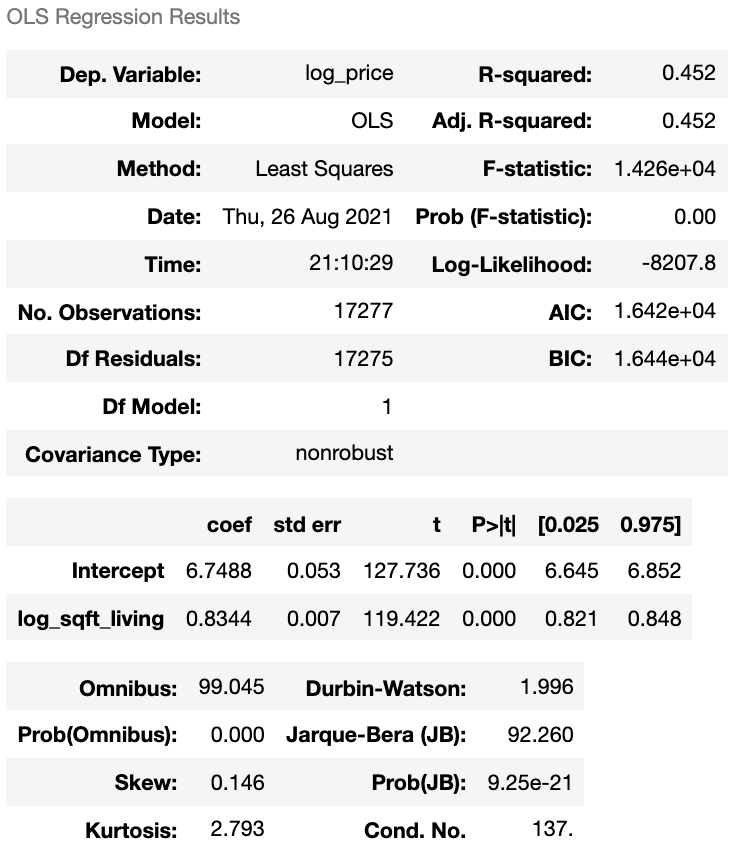 OLS Regression Results
Dep. Variable: log_price R-squared: 0.452
Model: OLS Adj. R-squared: 0.452
Method: Least Squares F-statistic: 1.426e+04
Date: Thu, 26 Aug 2021 Prob (F-statistic): 0.00
Time: 21:10:29 Log-Likelihood: -8207.8
No. Observations: 17277 AIC: 1.642e+04
Df Residuals: 17275 BIC: 1.644e+04
Df Model: 1
Covariance Type: nonrobust
coef std err t P>|t| [0.025 0.975]
Intercept 6.7488 0.053 127.736 0.000 6.645 6.852
log_sqft_living 0.8344 0.007 119.422 0.000 0.821 0.848
Omnibus: 99.045 Durbin-Watson: 1.996
Prob(Omnibus): 0.000 Jarque-Bera (JB): 92.260
Skew: 0.146 Prob(JB): 9.25e-21
Kurtosis: 2.793 Cond. No. 137.